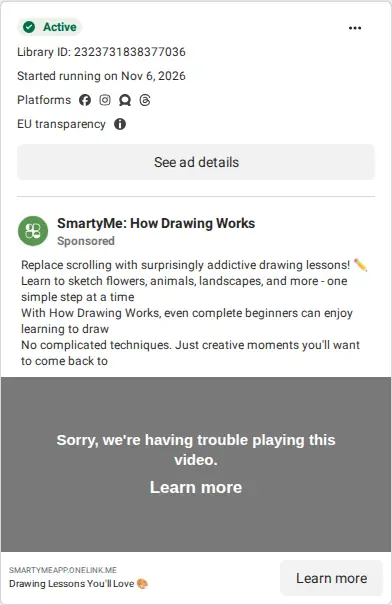 Active
Library ID: 2323731838377036
Started running on Nov 6, 2026
Platforms
EU transparency
See ad details
SmartyMe: How Drawing Works
Sponsored
Replace scrolling with surprisingly addictive drawing lessons! ✏️
Learn to sketch flowers, animals, landscapes, and more - one
simple step at a time
With How Drawing Works, even complete beginners can enjoy
learning to draw
No complicated techniques. Just creative moments you'll want
to come back to
Sorry, we're having trouble playing this
video.
Learn more
SMARTYMEAPP.ONELINK.ME
Drawing Lessons You'll Love 🎨
Learn more